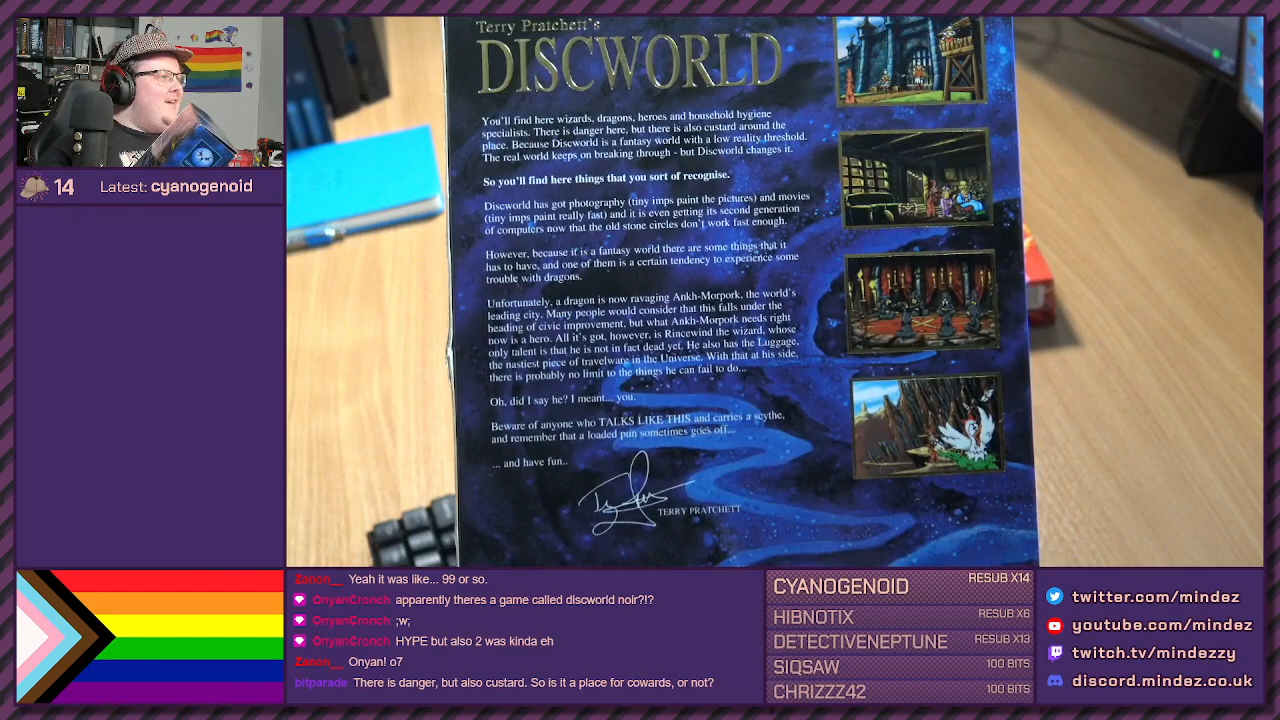 Terry Pratchett's
DISCWORLD
You'll find here wizards, dragons, heroes and household hygiene
specialists. There is danger here, but there is also custard around the
place. Because Discworld is a fantasy world with a low reality threshold.
The real world keeps on breaking through - but Discworld changes it.
So you'll find here things that you sort of recognise.
Discworld has got photography (tiny imps paint the pictures) and movies
(tiny imps paint really fast) and it is even getting its second generation
of computers now that the old stone circles don't work fast enough.
However, because it is a fantasy world there are some things that it
has to have, and one of them is a certain tendency to experience some
trouble with dragons.
Unfortunately, a dragon is now ravaging Ankh-Morpork, the world's
leading city. Many people would consider that this falls under the
heading of civic improvement, but what Ankh-Morpork needs right
now is a hero. All it's got, however, is Rincewind the wizard, whose
only talent is that he is not in fact dead yet. He also has the Luggage,
the nastiest piece of travelware in the Universe. With that at his side,
there is probably no limit to the things he can fail to do...
Oh, did I say he? I meant... you.
Beware of anyone who TALKS LIKE THIS and carries a scythe,
and remember that a loaded pun sometimes goes off...
... and have fun..
TERRY PRATCHETT
14 Latest: cyanogenoid
Zanon__ Yeah it was like... 99 or so.
OnyanCronch apparently theres a game called discworld noir?!?
OnyanCronch ;w;
OnyanCronch HYPE but also 2 was kinda eh
Zanon__ Onyan! o7
bitparade There is danger, but also custard. So is it a place for cowards, or not?
CYANOGENOID RESUB X14
HIBNOTIX RESUB X6
DETECTIVENEPTUNE RESUB X13
SIQSAW 100 BITS
CHRIZZZ42 100 BITS
twitter.com/mindez
youtube.com/mindez
twitch.tv/mindezzy
discord.mindez.co.uk